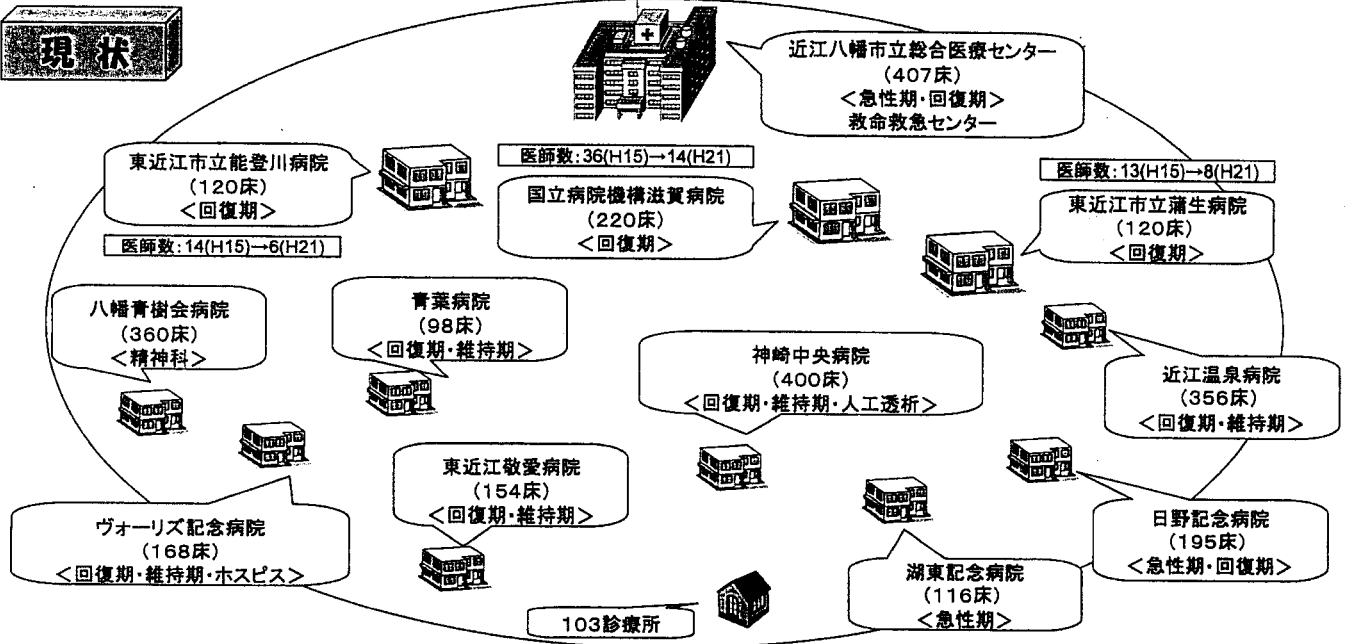 現状
近江八幡市立総合医療センター
(407床)
<急性期・回復期>
救命救急センター
東近江市立能登川病院
(120床)
<回復期>
医師数:14(H15)→6(H21)
医師数:36(H15)→14(H21)
国立病院機構滋賀病院
(220床)
<回復期>
医師数:13(H15)→8(H21)
東近江市立蒲生病院
(120床)
<回復期>
八幡青樹会病院
(360床)
<精神科>
青葉病院
(98床)
<回復期・維持期>
神崎中央病院
(400床)
<回復期・維持期・人工透析>
近江温泉病院
(356床)
<回復期・維持期>
東近江敬愛病院
(154床)
<回復期・維持期>
ヴォーリズ記念病院
(168床)
<回復期・維持期・ホスピス>
日野記念病院
(195床)
<急性期・回復期>
湖東記念病院
(116床)
<急性期>
103診療所